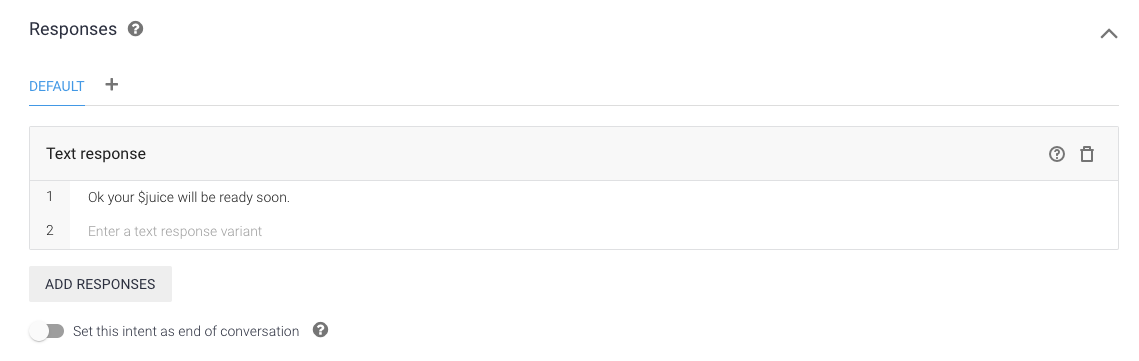 Responses
DEFAULT
Text response
1 Ok your $juice will be ready soon.
2 Enter a text response variant
ADD RESPONSES
Set this intent as end of conversation